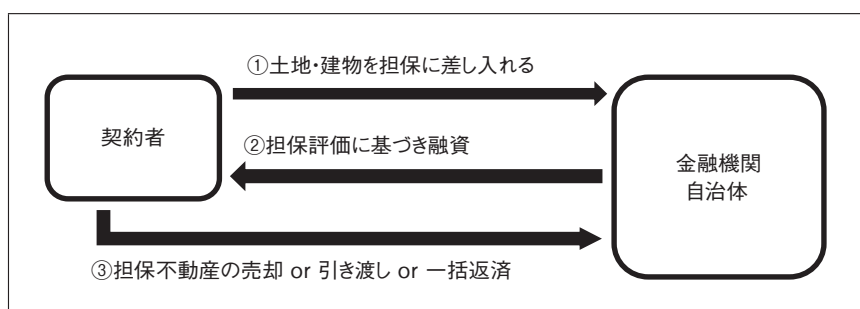 ①土地・建物を担保に差し入れる
契約者
②担保評価に基づき融資
金融機関
自治体
③担保不動産の売却 or 引き渡し or 一括返済